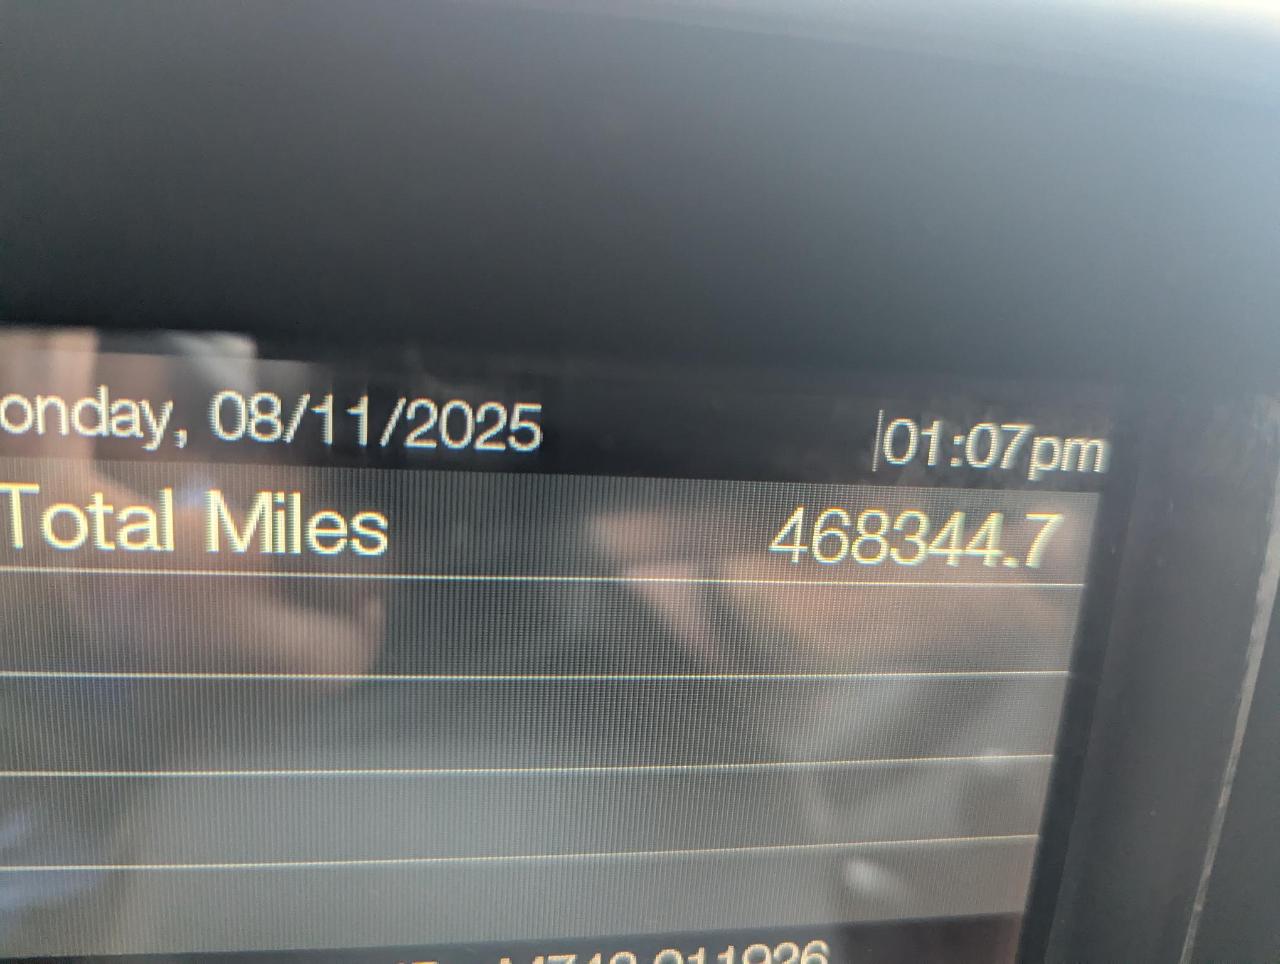 onday, 08/11/2025 01:07pm
Total Miles 468344.7